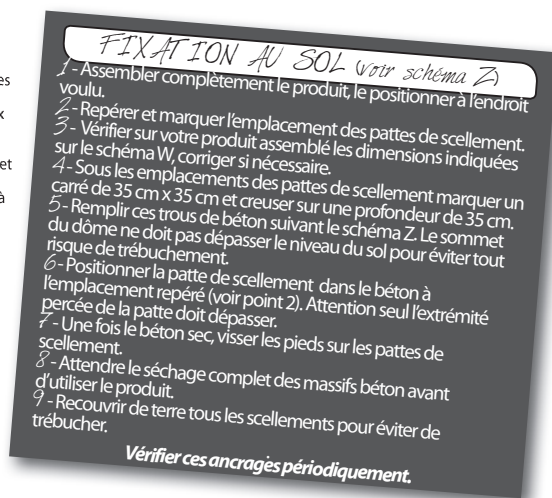 es
x
et
à
FIXATION AU SOL (voir schéma Z)
1 - Assembler complètement le produit, le positionner à l'endroit
voulu.
2 - Repérer et marquer l'emplacement des pattes de scellement.
3 - Vérifier sur votre produit assemblé les dimensions indiquées
sur le schéma W, corriger si nécessaire.
4 - Sous les emplacements des pattes de scellement marquer un
carré de 35 cm x 35 cm et creuser sur une profondeur de 35 cm.
5 - Remplir ces trous de béton suivant le schéma Z. Le sommet
du dôme ne doit pas dépasser le niveau du sol pour éviter tout
risque de trébuchement.
6 - Positionner la patte de scellement dans le béton à
l'emplacement repéré (voir point 2). Attention seul l'extrémité
percée de la patte doit dépasser.
7 - Une fois le béton sec, visser les pieds sur les pattes de
scellement.
8 - Attendre le séchage complet des massifs béton avant
d'utiliser le produit.
9 - Recouvrir de terre tous les scellements pour éviter de
trébucher.
Vérifier ces ancrages périodiquement.